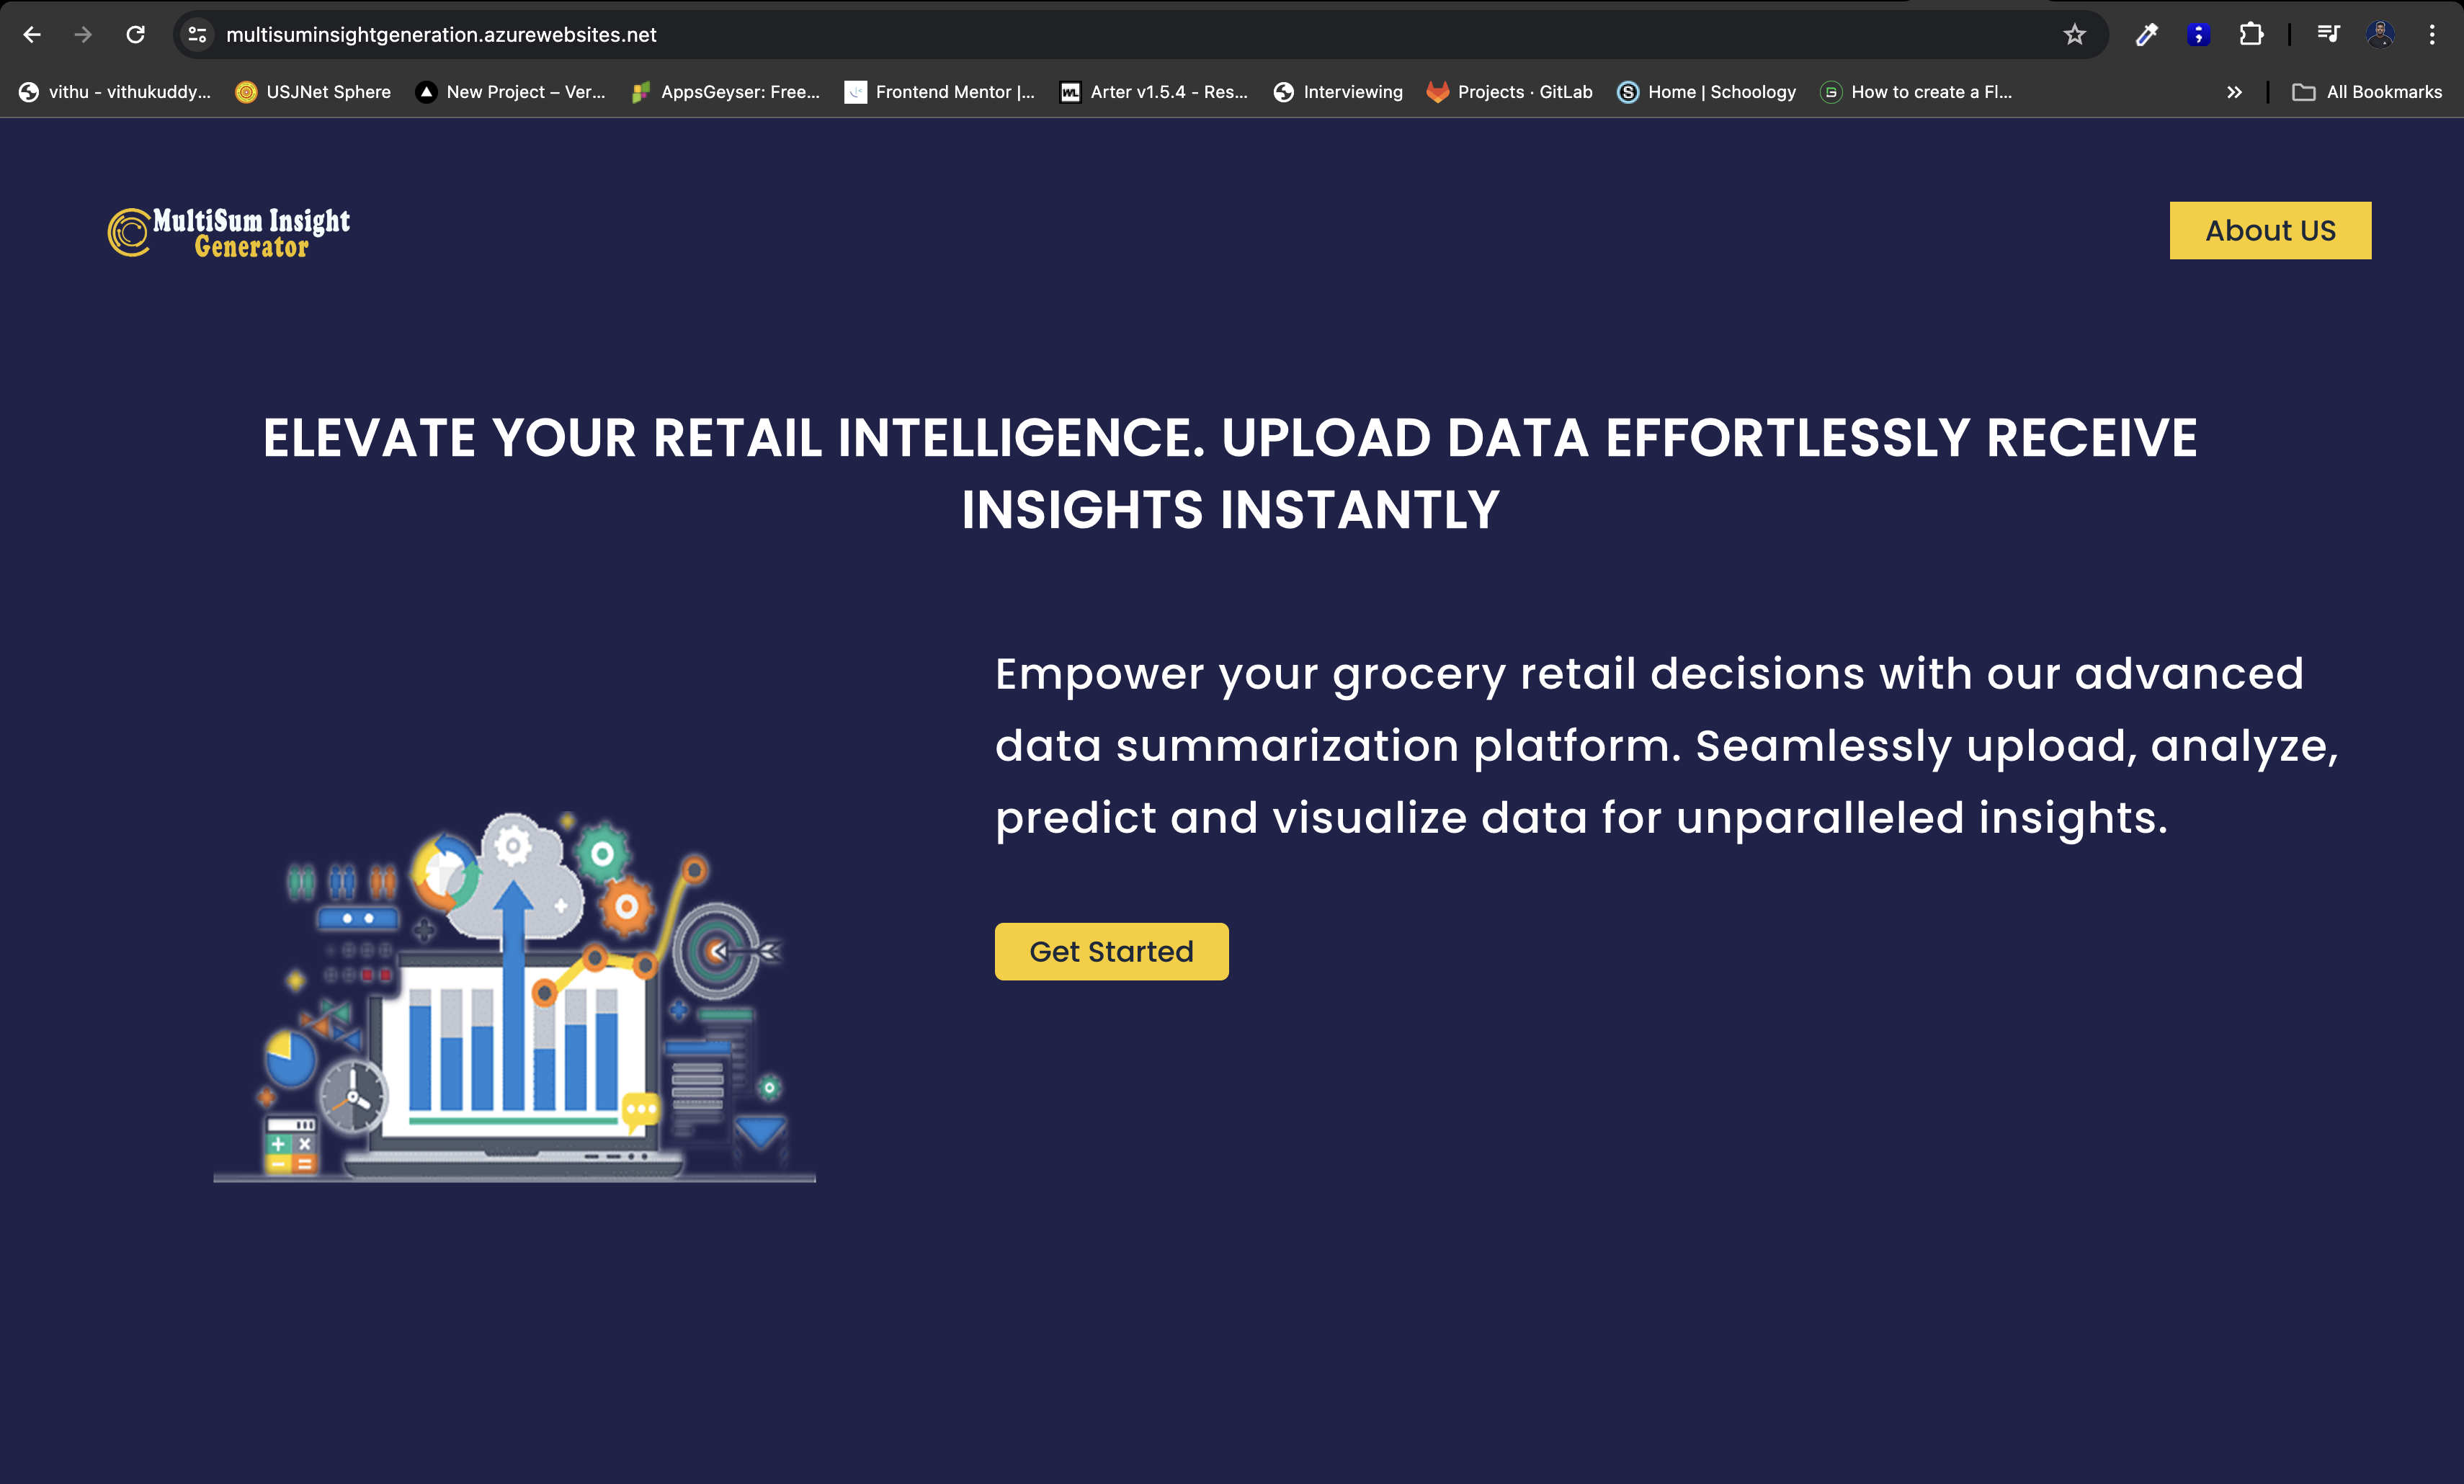 multisuminsightgeneration.azurewebsites.net
vithu - vithukuddy...
USJNet Sphere
New Project – Ver...
AppsGeyser: Free...
Frontend Mentor |...
WL
Arter v1.5.4 - Res...
Interviewing
Projects · GitLab
S
Home | Schoology
How to create a Fl...
All Bookmarks
MultiSum Insight
Generator
About US
ELEVATE YOUR RETAIL INTELLIGENCE. UPLOAD DATA EFFORTLESSLY RECEIVE
INSIGHTS INSTANTLY
Empower your grocery retail decisions with our advanced
data summarization platform. Seamlessly upload, analyze,
predict and visualize data for unparalleled insights.
Get Started